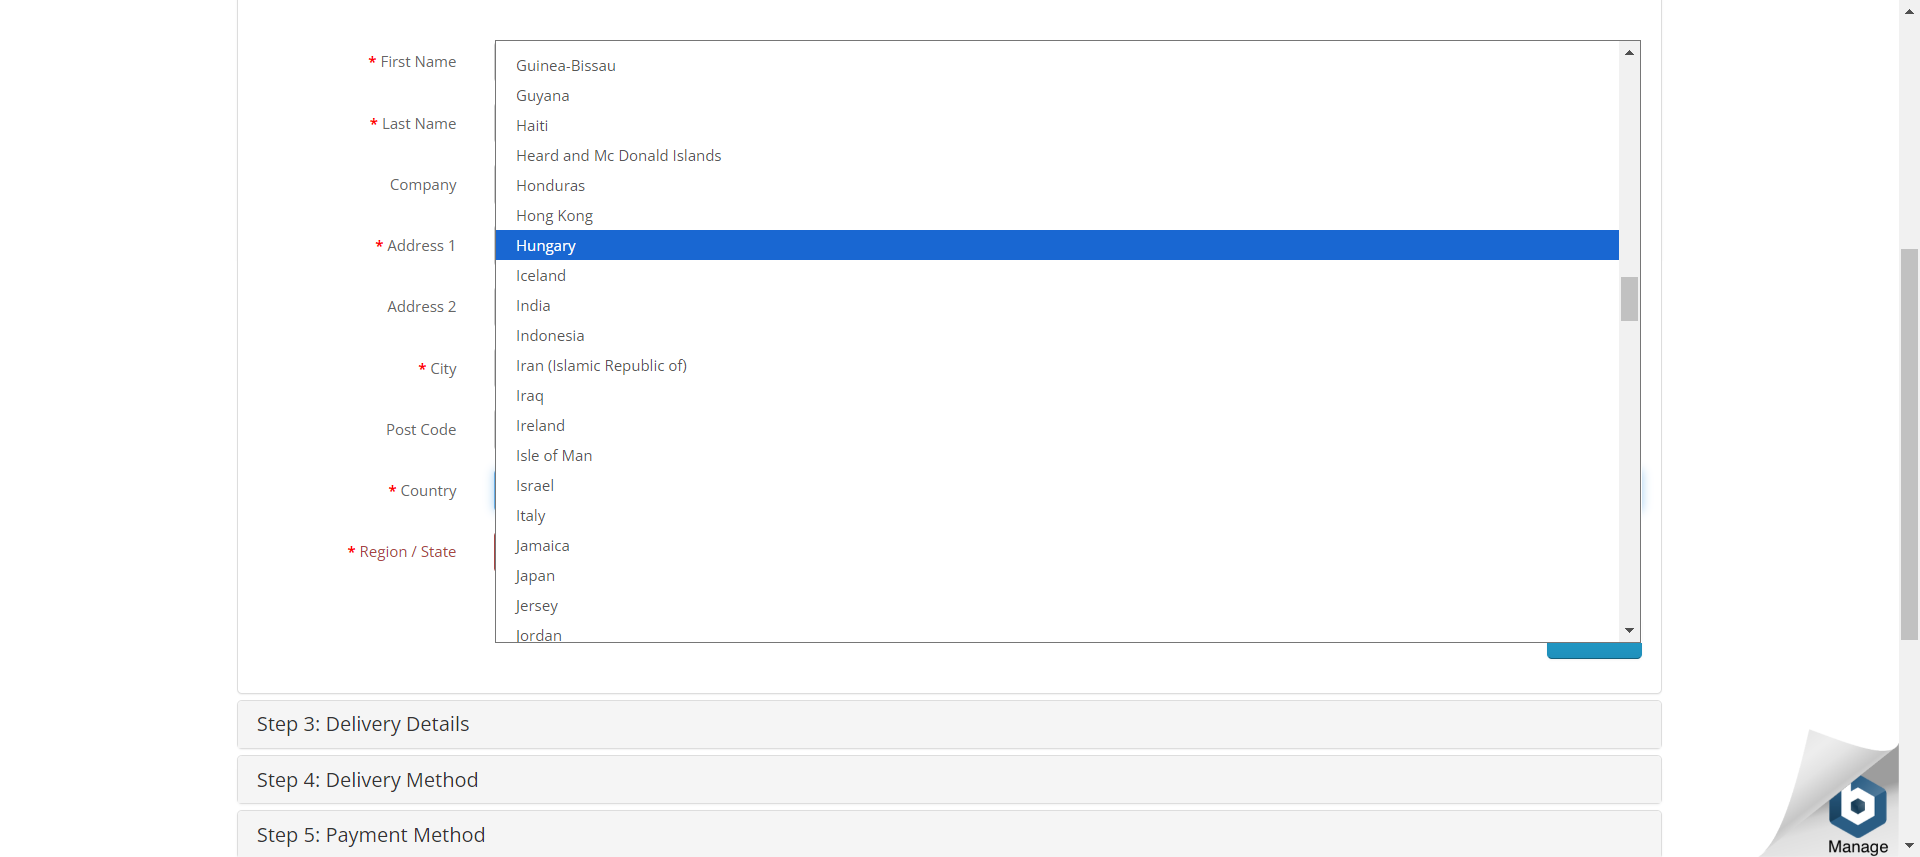 * First Name
* Last Name
Company
* Address 1
Address 2
* City
Post Code
* Country
* Region / State
Guinea-Bissau
Guyana
Haiti
Heard and Mc Donald Islands
Honduras
Hong Kong
Hungary
Iceland
India
Indonesia
Iran (Islamic Republic of)
Iraq
Ireland
Isle of Man
Israel
Italy
Jamaica
Japan
Jersey
Jordan
Step 3: Delivery Details
Step 4: Delivery Method
Step 5: Payment Method
Manage